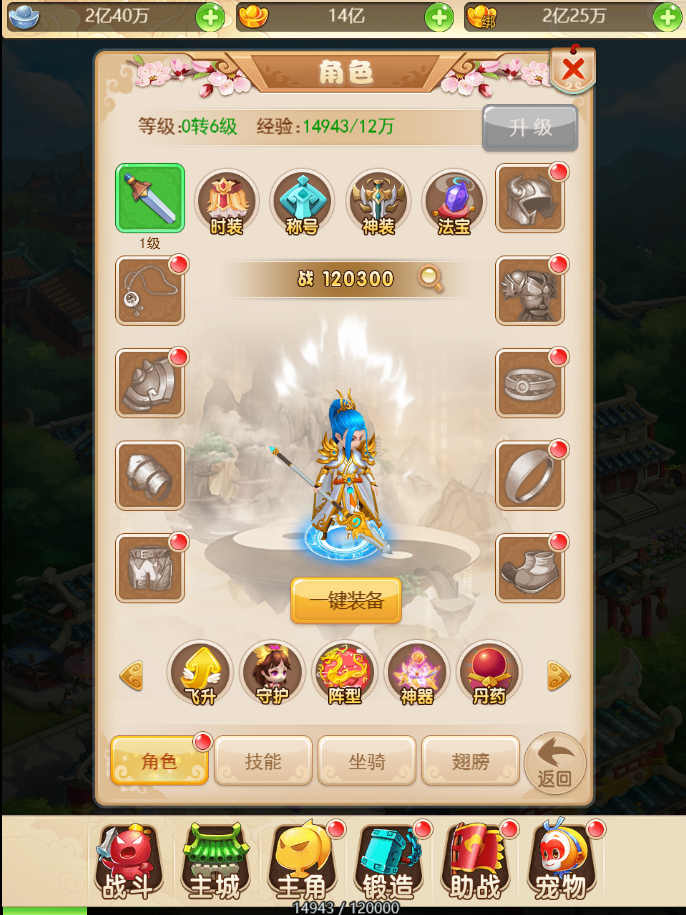 2亿40万 14亿 绑 2亿25万
角色
等级:0转6级 经验:14943/12万 升级
时装 称号 神装 法宝
1级
战 120300
一键装备
飞升 守护 阵型 神器 丹药
角色 技能 坐骑 翅膀 返回
战斗 主城 主角 锻造 助战 宠物
14943 / 120000